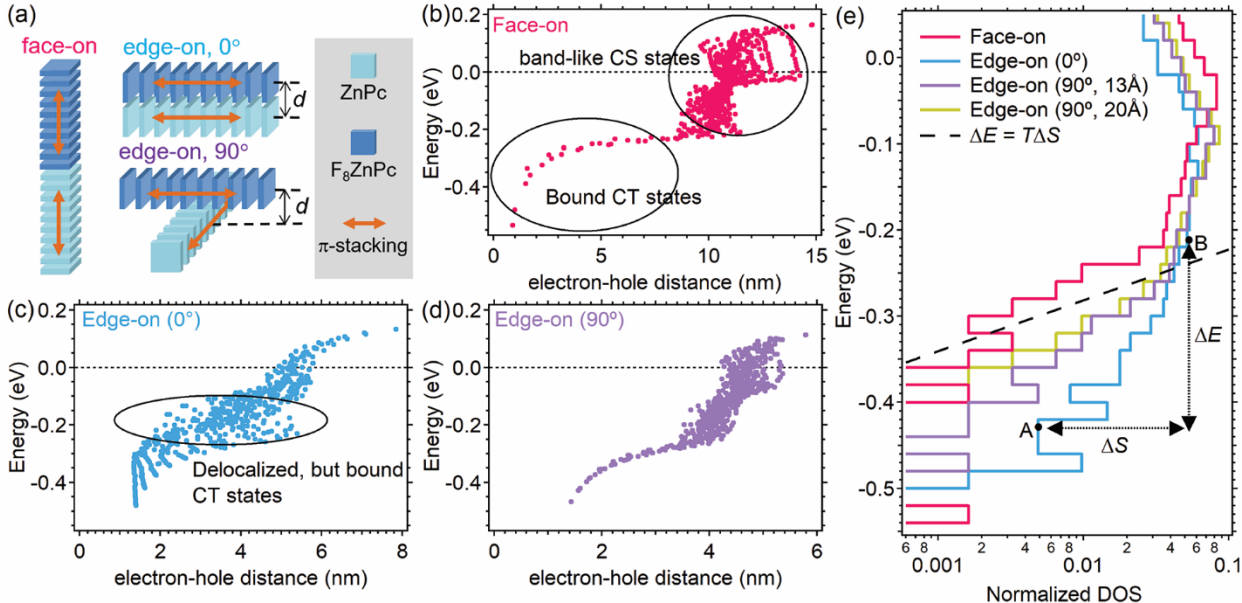 (a)
face-on
edge-on, 0°
d
edge-on, 90°
d
ZnPc
F₈ZnPc
π-stacking
(b)
Face-on
band-like CS states
Bound CT states
Energy (eV)
0.2
0.0
-0.2
-0.4
0
5
10
15
electron-hole distance (nm)
(c)
Edge-on (0°)
Delocalized, but bound
CT states
Energy (eV)
0.2
0.0
-0.2
-0.4
0
2
4
6
8
electron-hole distance (nm)
(d)
Edge-on (90º)
Energy (eV)
0.2
0.0
-0.2
-0.4
0
2
4
6
electron-hole distance (nm)
(e)
Face-on
Edge-on (0°)
Edge-on (90º, 13Å)
Edge-on (90º, 20Å)
ΔE = TΔS
B
ΔE
A
ΔS
Energy (eV)
0.0
-0.1
-0.2
-0.3
-0.4
-0.5
6 8 0.001 2 4 6 8 0.01 2 4 6 8 0.1
Normalized DOS